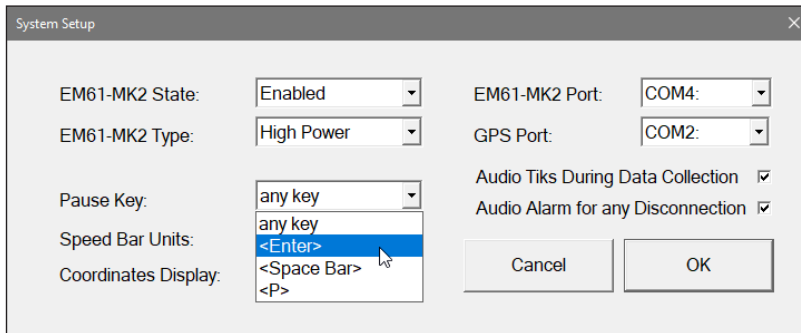 System Setup
EM61-MK2 State: Enabled
EM61-MK2 Port: COM4:
EM61-MK2 Type: High Power
GPS Port: COM2:
Audio Tiks During Data Collection
Pause Key: any key
Audio Alarm for any Disconnection
any key
Speed Bar Units: <Enter>
Coordinates Display: <Space Bar>
<P>
Cancel
OK